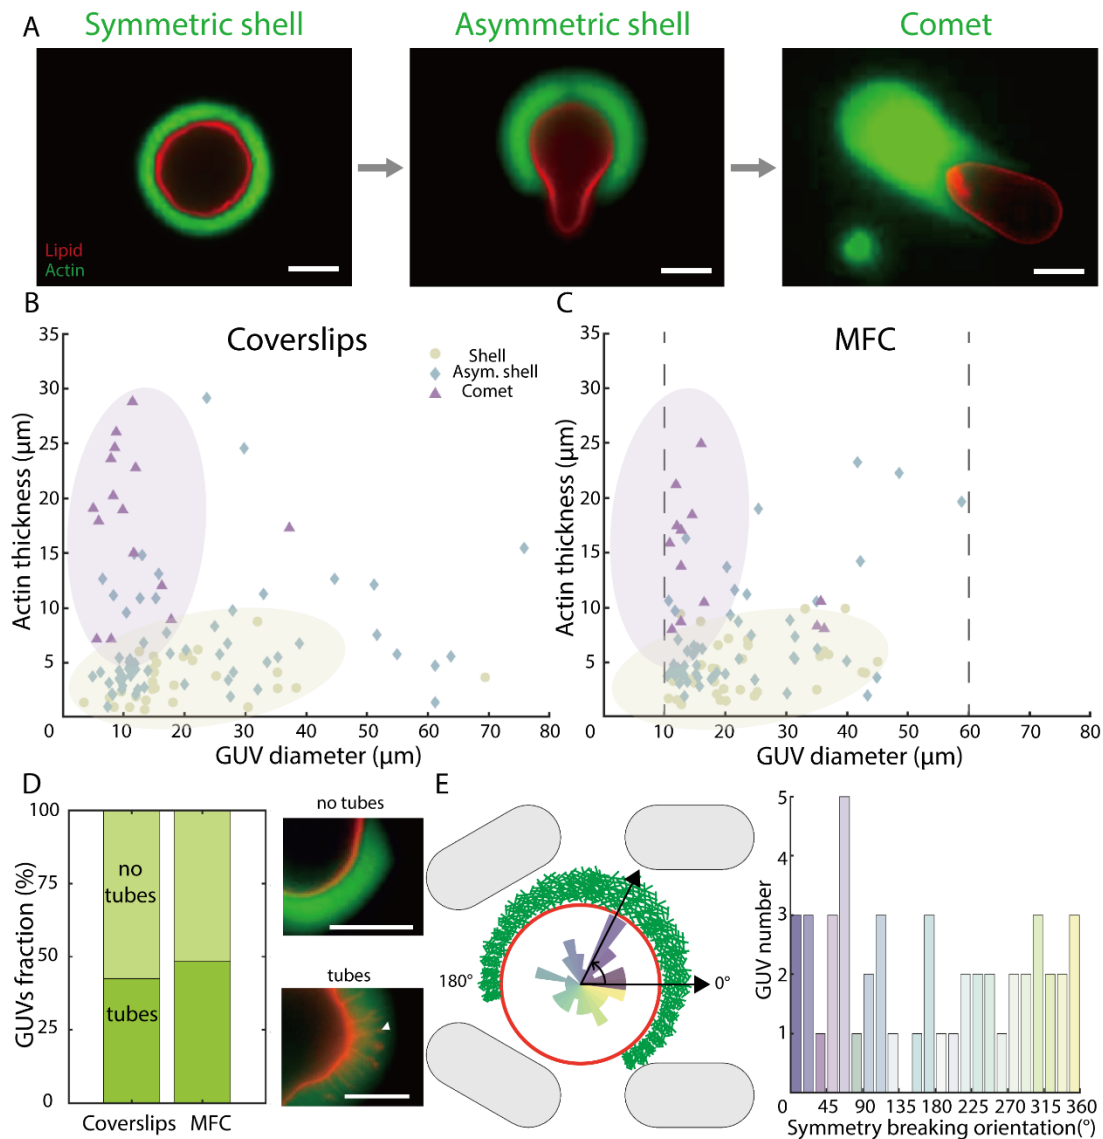 A
Symmetric shell
Asymmetric shell
Comet
Lipid
Actin
B
Coverslips
Shell
Asym. shell
Comet
35
30
25
20
15
10
5
0
10
20
30
40
50
60
70
80
Actin thickness (μm)
GUV diameter (μm)
C
MFC
35
30
25
20
15
10
5
0
10
20
30
40
50
60
70
80
Actin thickness (μm)
GUV diameter (μm)
D
100
75
50
25
0
GUVs fraction (%)
no
tubes
tubes
Coverslips
MFC
no tubes
tubes
E
180°
0°
5
4
3
2
1
GUV number
0
45
90
135
180
225
270
315
360
Symmetry breaking orientation(°)